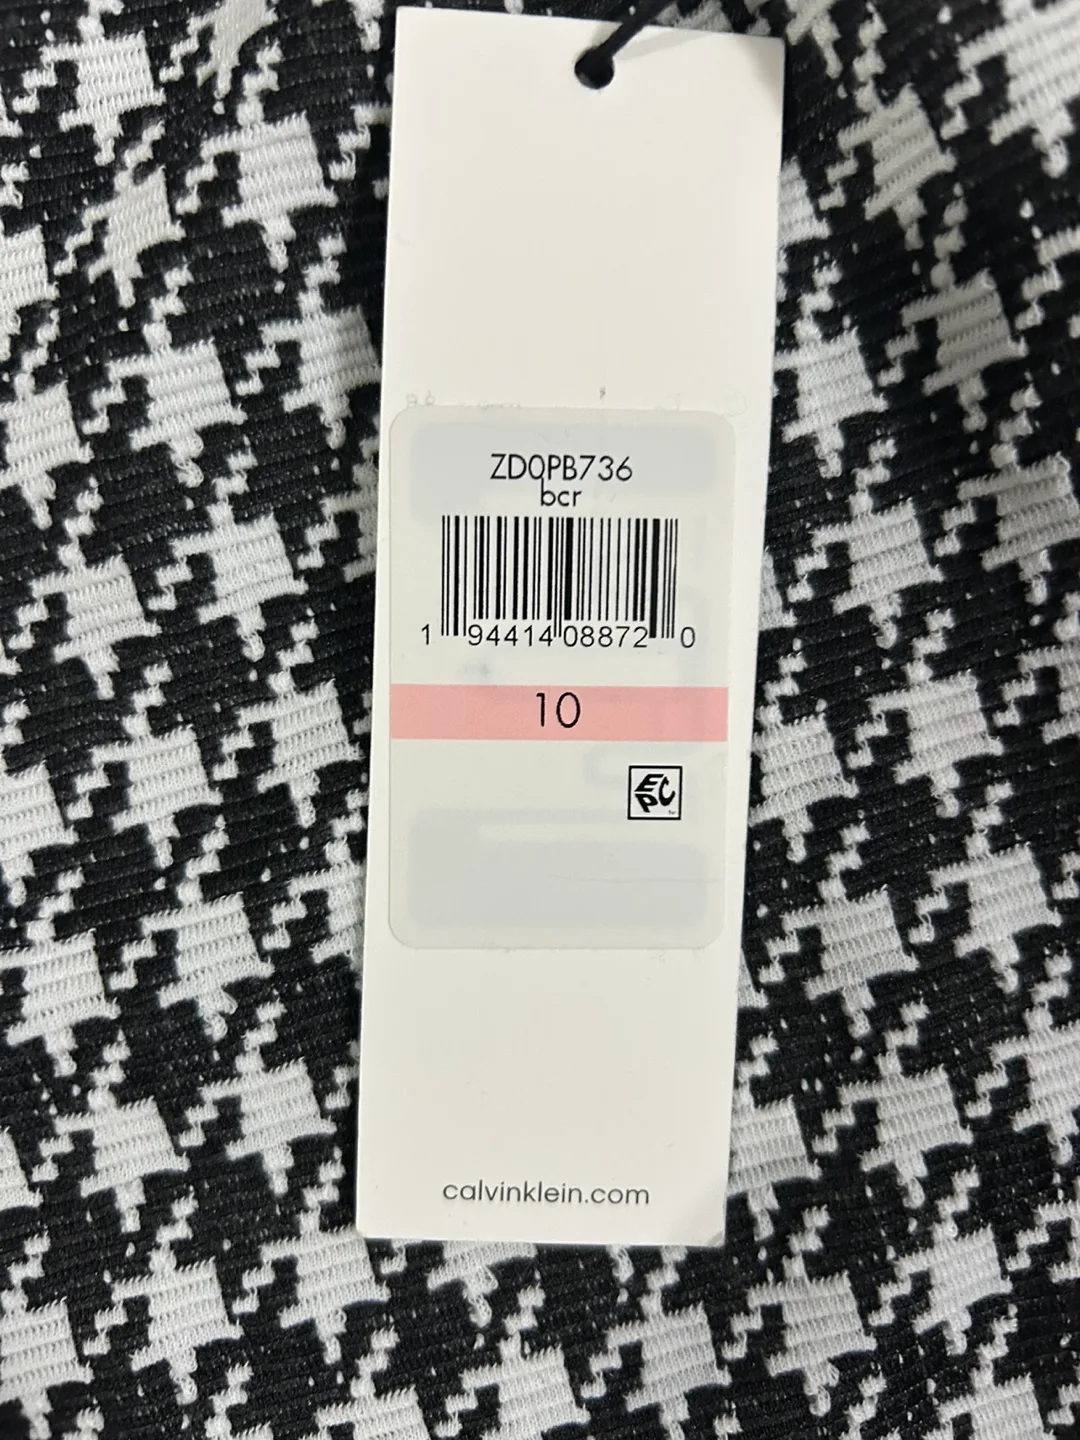 ZD0PB736
bcr
1 94414 08872 0
10
EPC
calvinklein.com